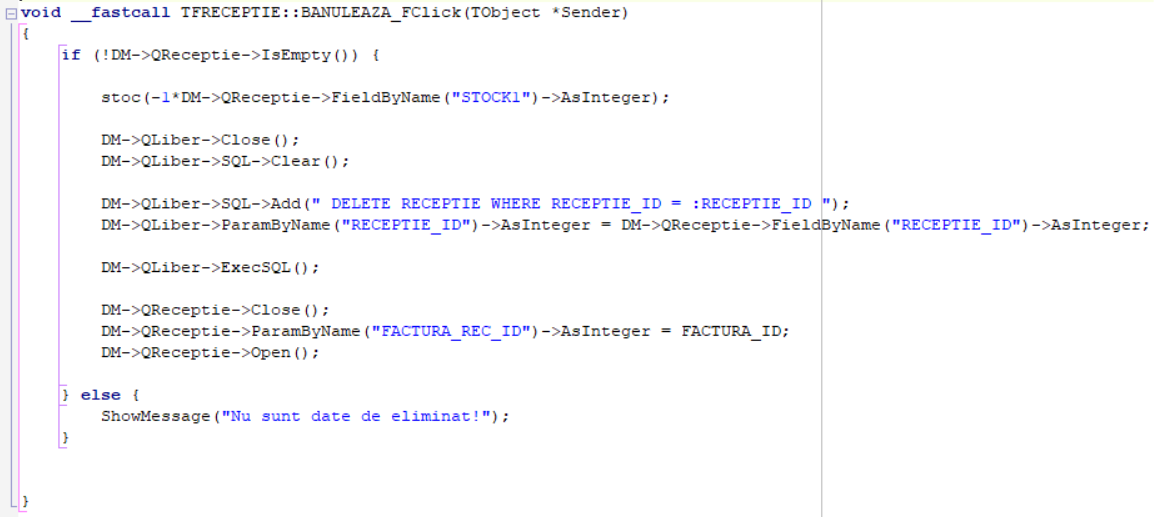 void __fastcall TFRECEPTIE::BANULEAZA_FClick(TObject *Sender)
{
if (!DM->QReceptie->IsEmpty()) {
stoc(-1*DM->QReceptie->FieldByName("STOCK1")->AsInteger);
DM->QLiber->Close();
DM->QLiber->SQL->Clear();
DM->QLiber->SQL->Add(" DELETE RECEPTIE WHERE RECEPTIE_ID = :RECEPTIE_ID ");
DM->QLiber->ParamByName("RECEPTIE_ID")->AsInteger = DM->QReceptie->FieldByName("RECEPTIE_ID")->AsInteger;
DM->QLiber->ExecSQL();
DM->QReceptie->Close();
DM->QReceptie->ParamByName("FACTURA_REC_ID")->AsInteger = FACTURA_ID;
DM->QReceptie->Open();
} else {
ShowMessage("Nu sunt date de eliminat!");
}
}